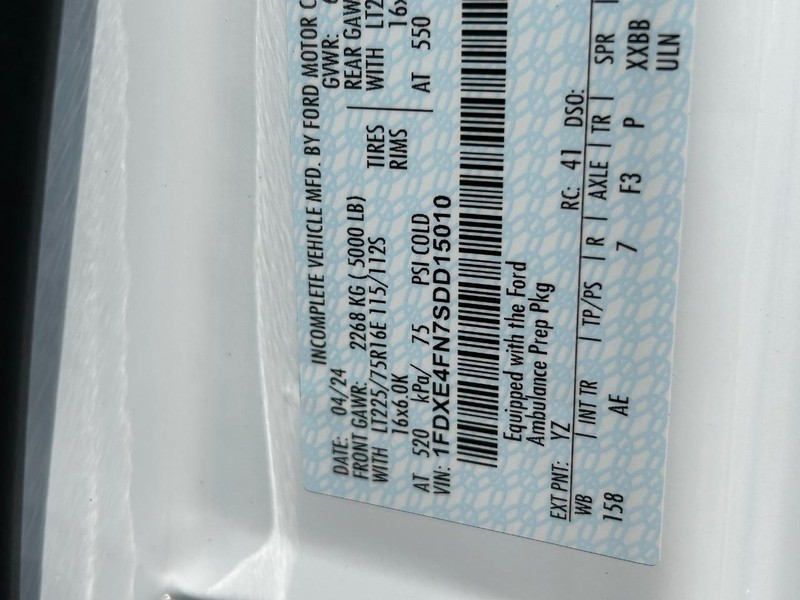 INCOMPLETE VEHICLE MFD. BY FORD MOTOR C
DATE: 04/24 GVWR:
FRONT GAWR: 2268 KG ( 5000 LB) REAR GAW
WITH LT225/75R16E 115/112S TIRES WITH LT2
16x6.0K RIMS 16x
AT 520 kPa/ 75 PSI COLD AT 550
VIN: 1FDXE4FN7SDD15010
Equipped with the Ford
Ambulance Prep Pkg
EXT PNT: YZ RC: 41 DSO:
WB | INT TR | TP/PS | R | AXLE | TR | SPR
158 AE 7 F3 P XXBB
ULN